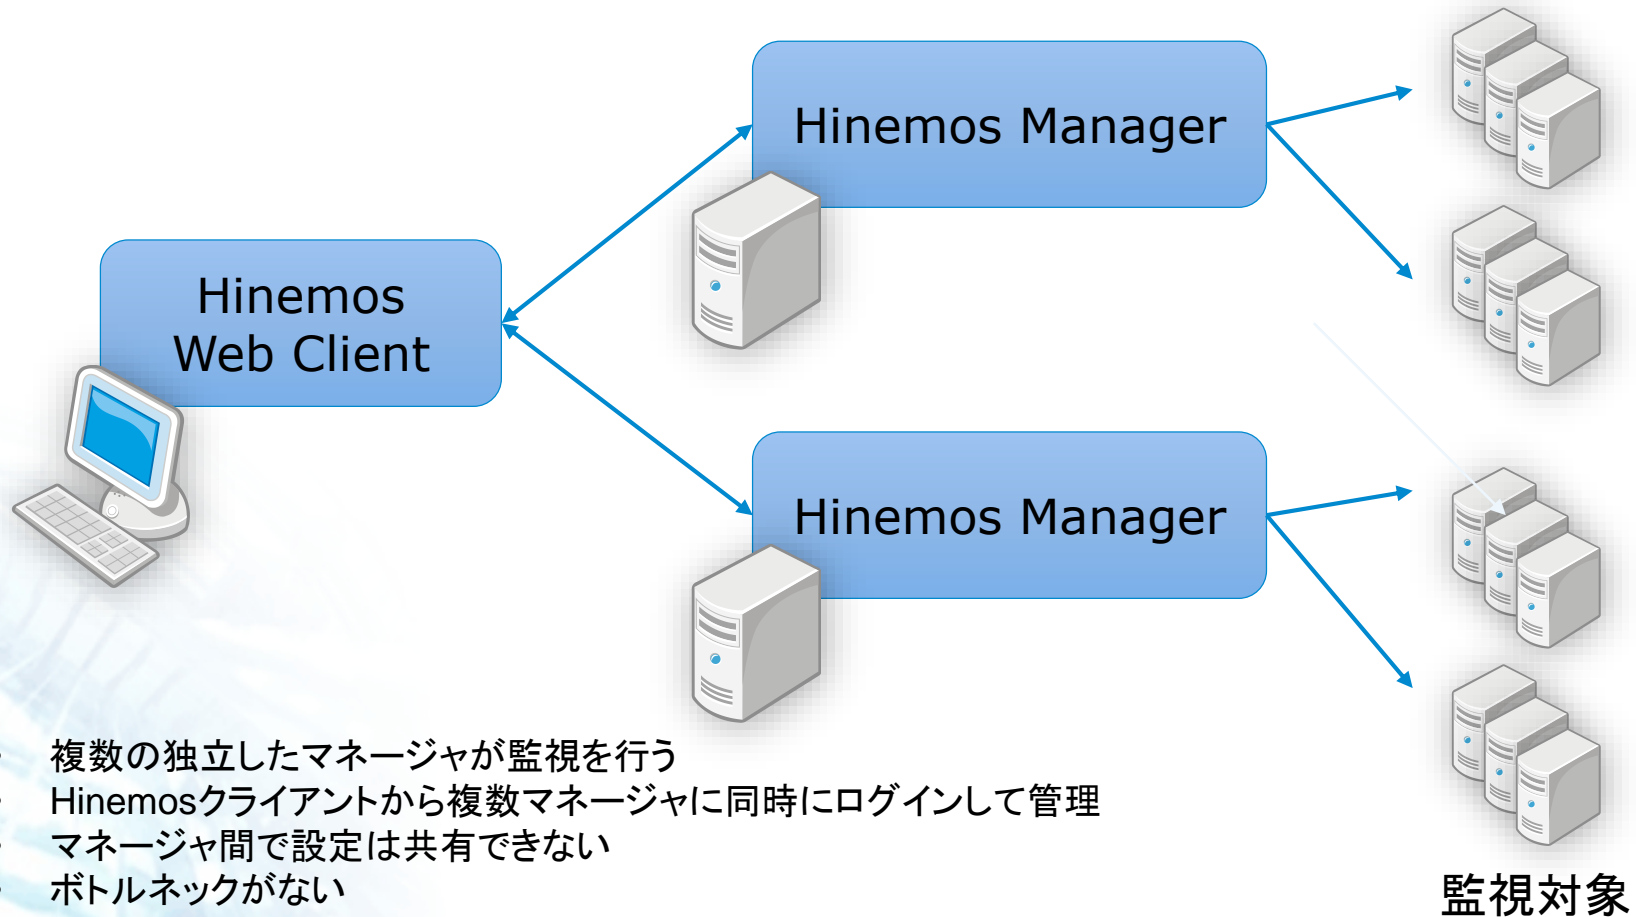 Hinemos Manager
Hinemos
Web Client
Hinemos Manager
• 複数の独立したマネージャが監視を行う
• Hinemosクライアントから複数マネージャに同時にログインして管理
• マネージャ間で設定は共有できない
• ボトルネックがない
監視対象